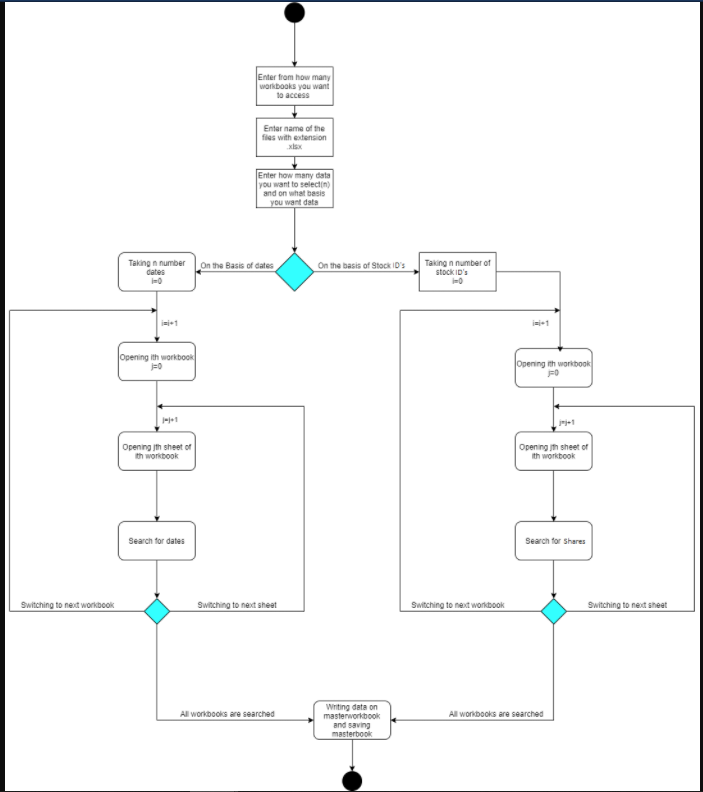 Enter from how many
workbooks you want
to access
Enter name of the
files with extension
.xlsx
Enter how many data
you want to select(n)
and on what basis
you want data
On the Basis of dates
On the basis of Stock ID's
Taking n number
dates
i=0
Taking n number of
stock ID's
i=0
i=i+1
i=i+1
Opening ith workbook
j=0
Opening ith workbook
j=0
j=j+1
j=j+1
Opening jth sheet of
ith workbook
Opening jth sheet of
ith workbook
Search for dates
Search for Shares
Switching to next workbook
Switching to next sheet
Switching to next workbook
Switching to next sheet
All workbooks are searched
All workbooks are searched
Writing data on
masterworkbook
and saving
masterbook